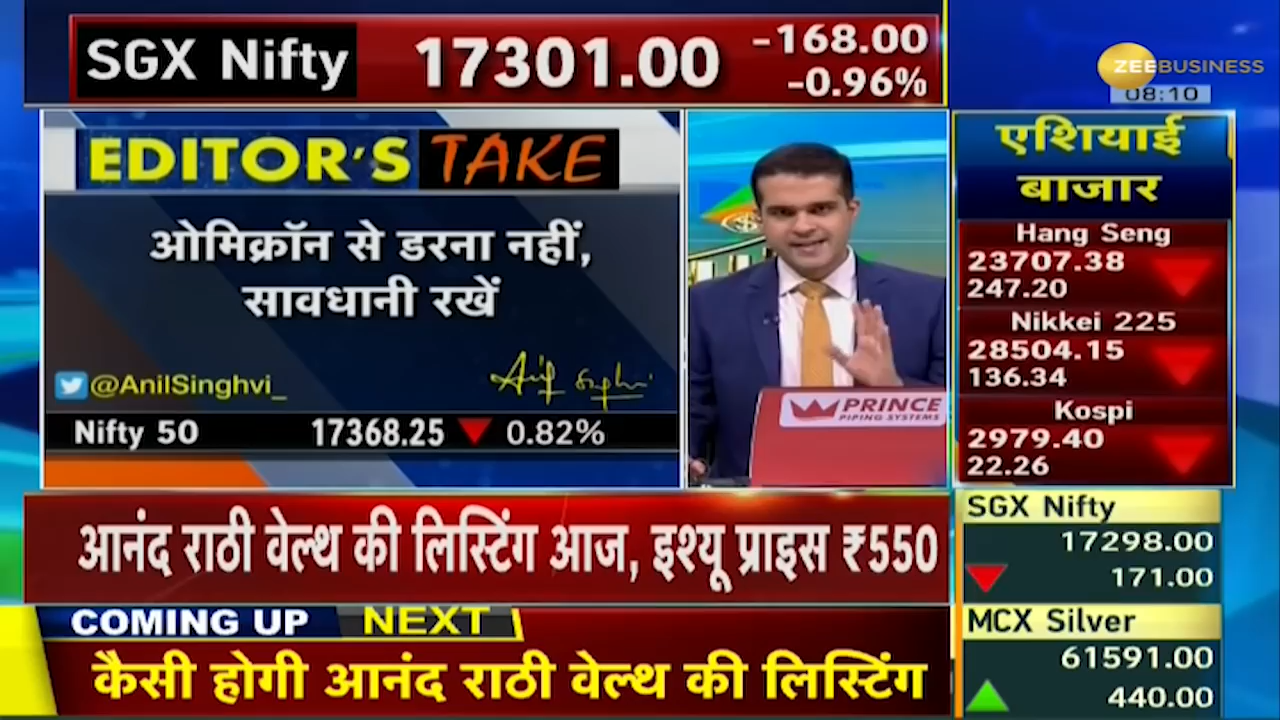 SGX Nifty 17301.00 -168.00
-0.96%
ZEEBUSINESS
08:10
EDITOR'S TAKE
ओमिक्रॉन से डरना नहीं,
सावधानी रखें
@AnilSinghvi_
Anil Singhvi
Nifty 50 17368.25 0.82%
PRINCE
PIPING SYSTEMS
एशियाई
बाजार
Hang Seng
23707.38
247.20
Nikkei 225
28504.15
136.34
Kospi
2979.40
22.26
SGX Nifty
17298.00
171.00
MCX Silver
61591.00
440.00
आनंद राठी वेल्थ की लिस्टिंग आज, इश्यू प्राइस ₹550
COMING UP NEXT
कैसी होगी आनंद राठी वेल्थ की लिस्टिंग